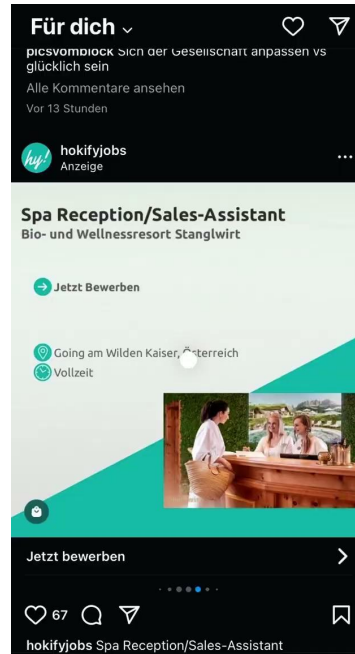 Für dich
picsvomblock Sich der Gesellschaft anpassen vs
glücklich sein
Alle Kommentare ansehen
Vor 13 Stunden
hy!
hokifyjobs
Anzeige
Spa Reception/Sales-Assistant
Bio- und Wellnessresort Stanglwirt
Jetzt Bewerben
Going am Wilden Kaiser, Österreich
Vollzeit
Jetzt bewerben
67
hokifyjobs Spa Reception/Sales-Assistant